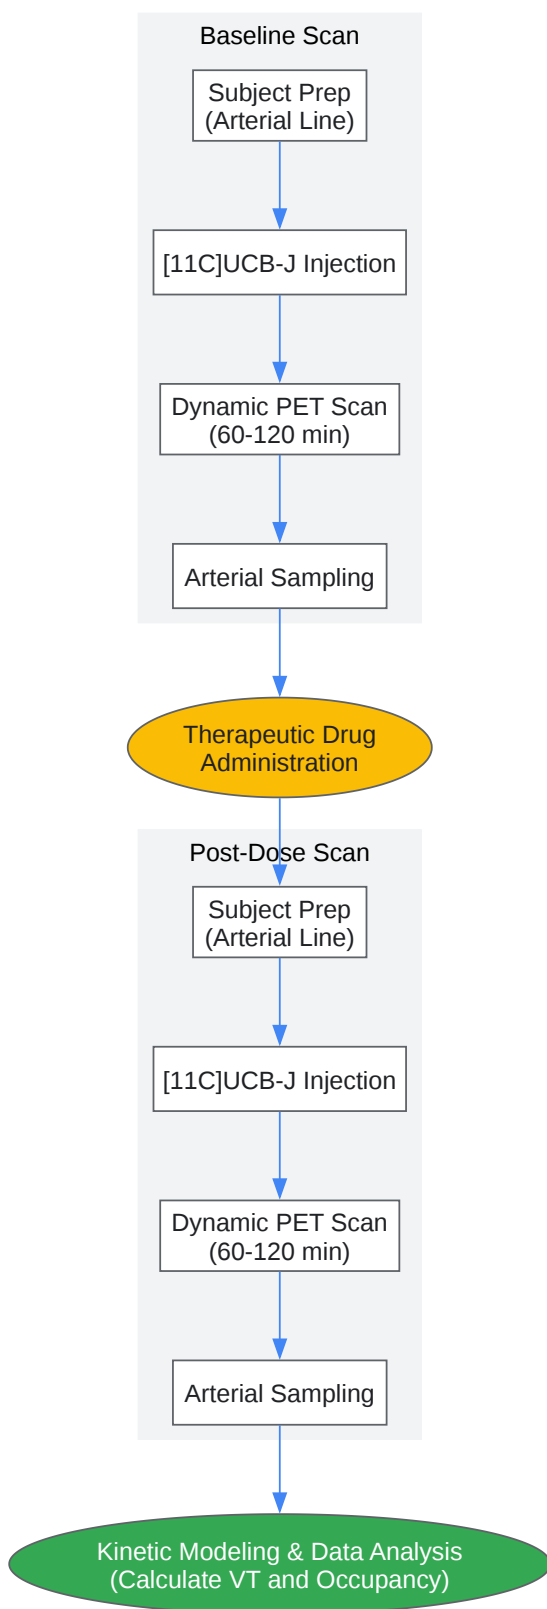 Baseline Scan
Subject Prep
(Arterial Line)
[11C]UCB-J Injection
Dynamic PET Scan
(60-120 min)
Arterial Sampling
Therapeutic Drug
Administration
Post-Dose Scan
Subject Prep
(Arterial Line)
[11C]UCB-J Injection
Dynamic PET Scan
(60-120 min)
Arterial Sampling
Kinetic Modeling & Data Analysis
(Calculate VT and Occupancy)